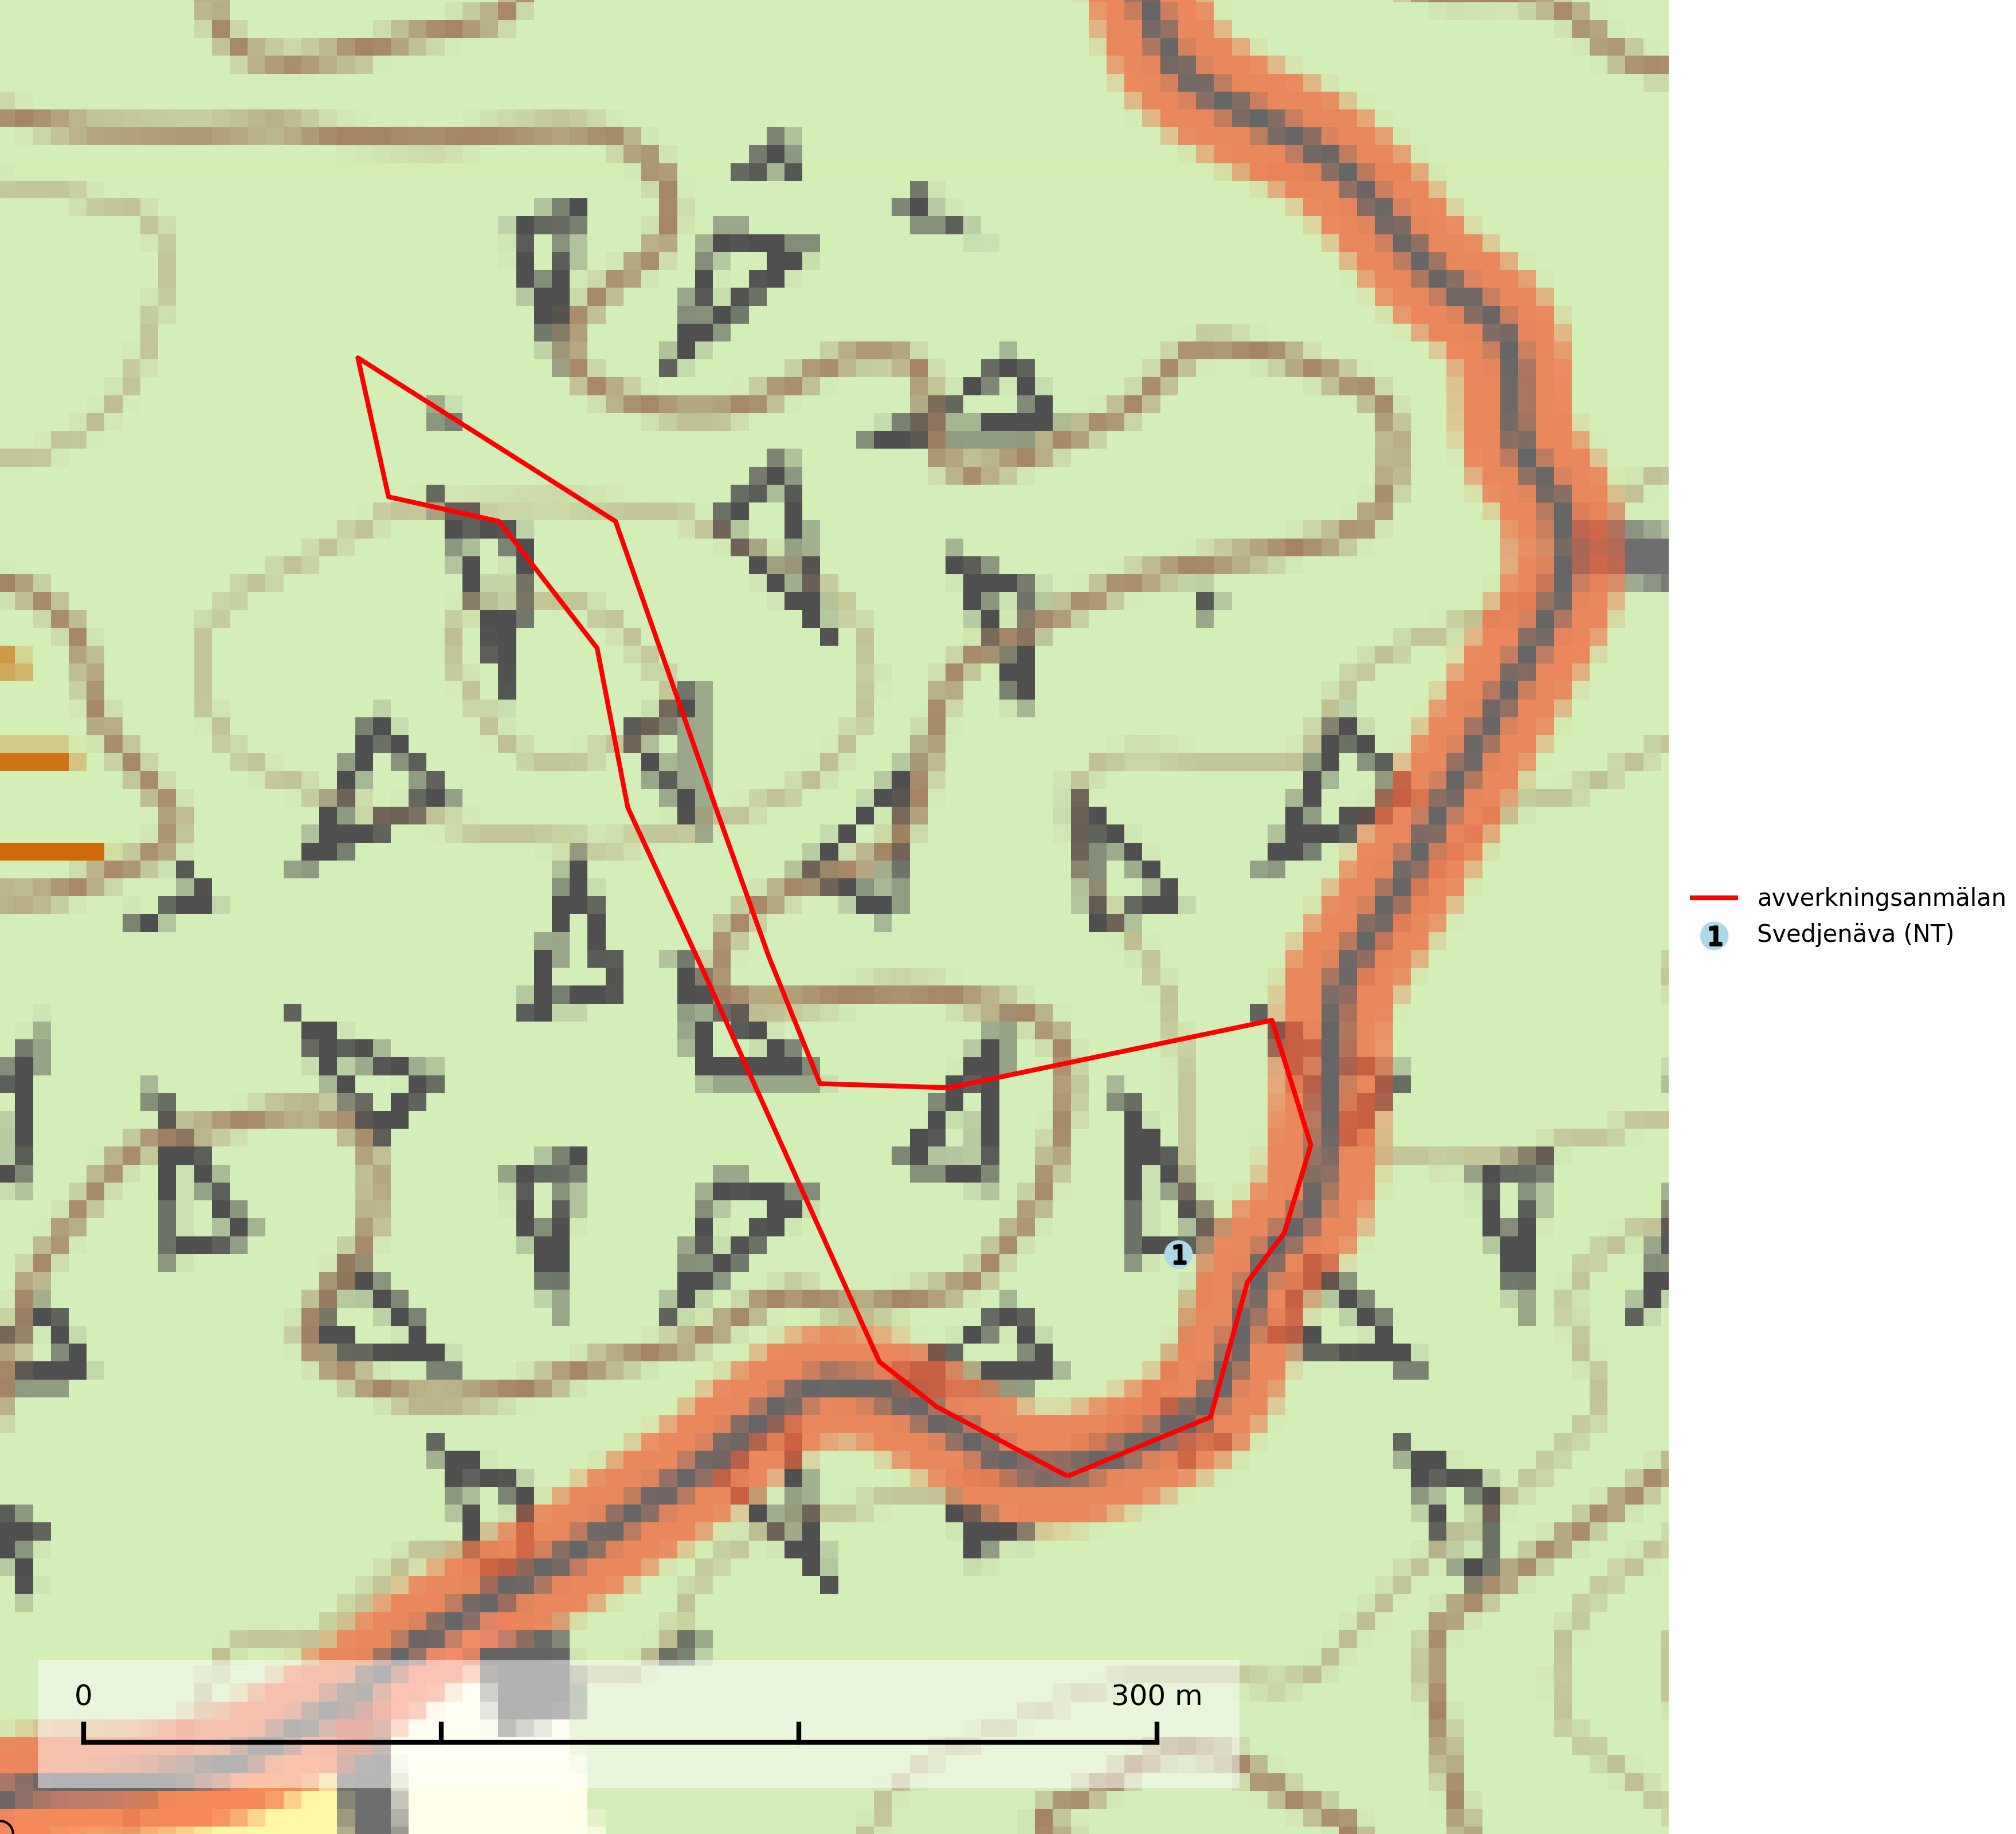 avverkningsanmälan
1 Svedjenäva (NT)
1
0 300 m